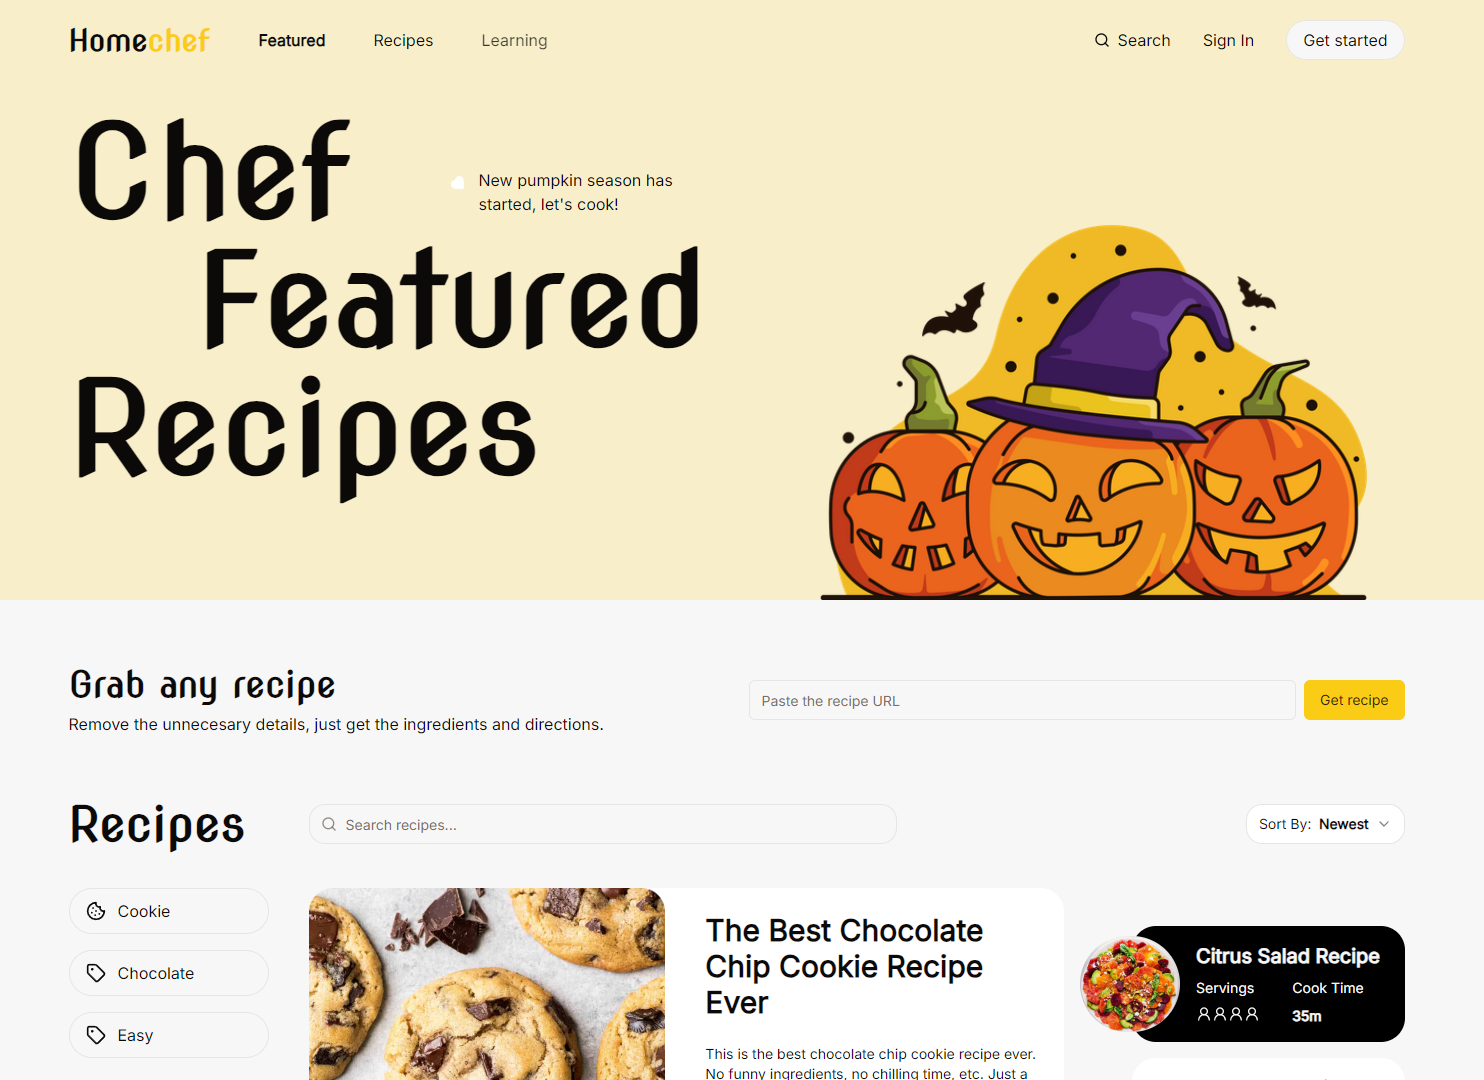 Homechef
Featured
Recipes
Learning
Search
Sign In
Get started
Chef
Featured
Recipes
New pumpkin season has
started, let's cook!
Grab any recipe
Remove the unnecesary details, just get the ingredients and directions.
Paste the recipe URL
Get recipe
Recipes
Search recipes...
Sort By: Newest
Cookie
Chocolate
Easy
The Best Chocolate
Chip Cookie Recipe
Ever
This is the best chocolate chip cookie recipe ever.
No funny ingredients, no chilling time, etc. Just a
Citrus Salad Recipe
Servings
Cook Time
35m